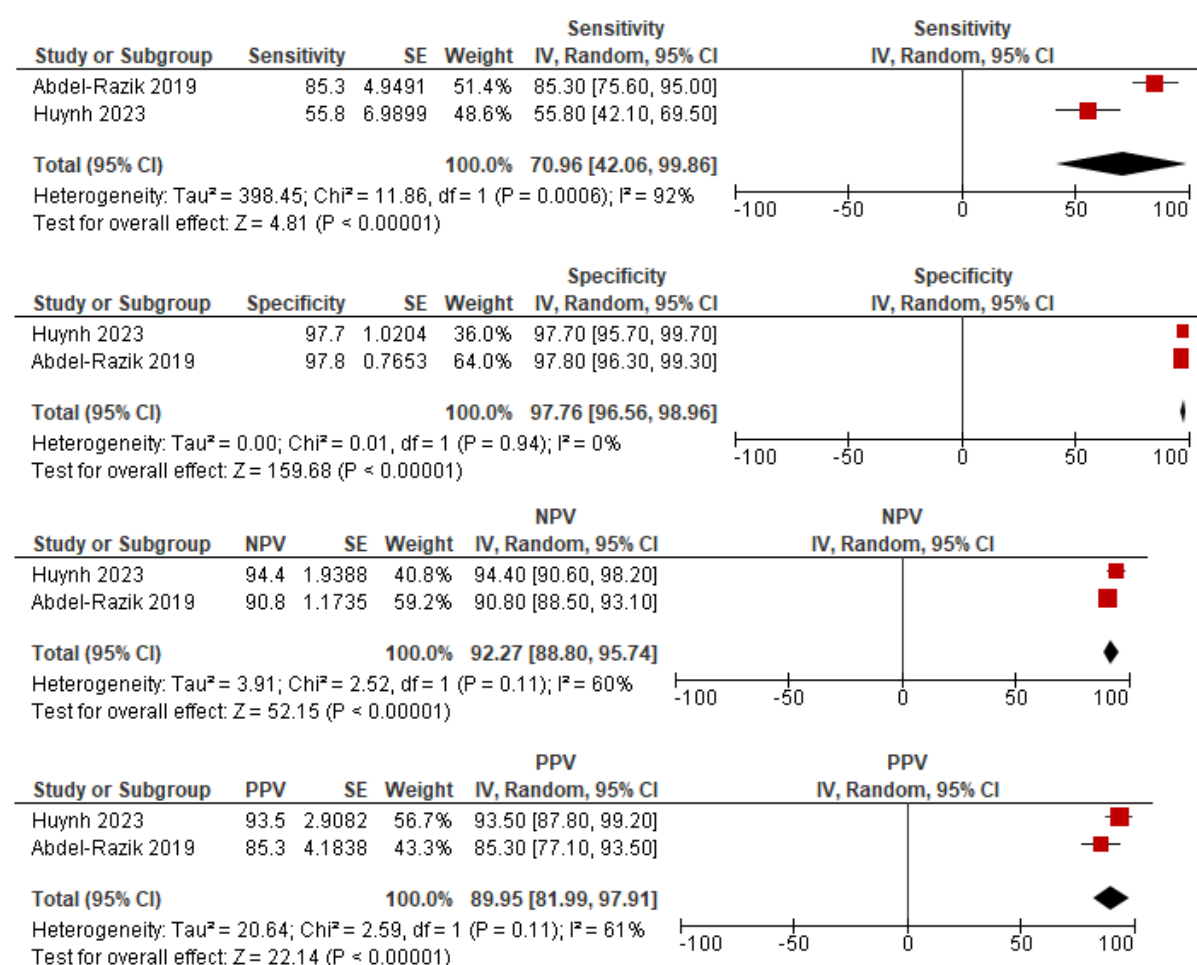 Sensitivity Sensitivity
Study or Subgroup Sensitivity SE Weight IV, Random, 95% CI IV, Random, 95% CI
Abdel-Razik 2019 85.3 4.9491 51.4% 85.30 [75.60, 95.00]
Huynh 2023 55.8 6.9899 48.6% 55.80 [42.10, 69.50]
Total (95% CI) 100.0% 70.96 [42.06, 99.86]
Heterogeneity: Tau² = 398.45; Chi² = 11.86, df = 1 (P = 0.0006); I² = 92%
Test for overall effect: Z = 4.81 (P < 0.00001)
-100 -50 0 50 100
Specificity Specificity
Study or Subgroup Specificity SE Weight IV, Random, 95% CI IV, Random, 95% CI
Huynh 2023 97.7 1.0204 36.0% 97.70 [95.70, 99.70]
Abdel-Razik 2019 97.8 0.7653 64.0% 97.80 [96.30, 99.30]
Total (95% CI) 100.0% 97.76 [96.56, 98.96]
Heterogeneity: Tau² = 0.00; Chi² = 0.01, df = 1 (P = 0.94); I² = 0%
Test for overall effect: Z = 159.68 (P < 0.00001)
-100 -50 0 50 100
NPV NPV
Study or Subgroup NPV SE Weight IV, Random, 95% CI IV, Random, 95% CI
Huynh 2023 94.4 1.9388 40.8% 94.40 [90.60, 98.20]
Abdel-Razik 2019 90.8 1.1735 59.2% 90.80 [88.50, 93.10]
Total (95% CI) 100.0% 92.27 [88.80, 95.74]
Heterogeneity: Tau² = 3.91; Chi² = 2.52, df = 1 (P = 0.11); I² = 60%
Test for overall effect: Z = 52.15 (P < 0.00001)
-100 -50 0 50 100
PPV PPV
Study or Subgroup PPV SE Weight IV, Random, 95% CI IV, Random, 95% CI
Huynh 2023 93.5 2.9082 56.7% 93.50 [87.80, 99.20]
Abdel-Razik 2019 85.3 4.1838 43.3% 85.30 [77.10, 93.50]
Total (95% CI) 100.0% 89.95 [81.99, 97.91]
Heterogeneity: Tau² = 20.64; Chi² = 2.59, df = 1 (P = 0.11); I² = 61%
Test for overall effect: Z = 22.14 (P < 0.00001)
-100 -50 0 50 100